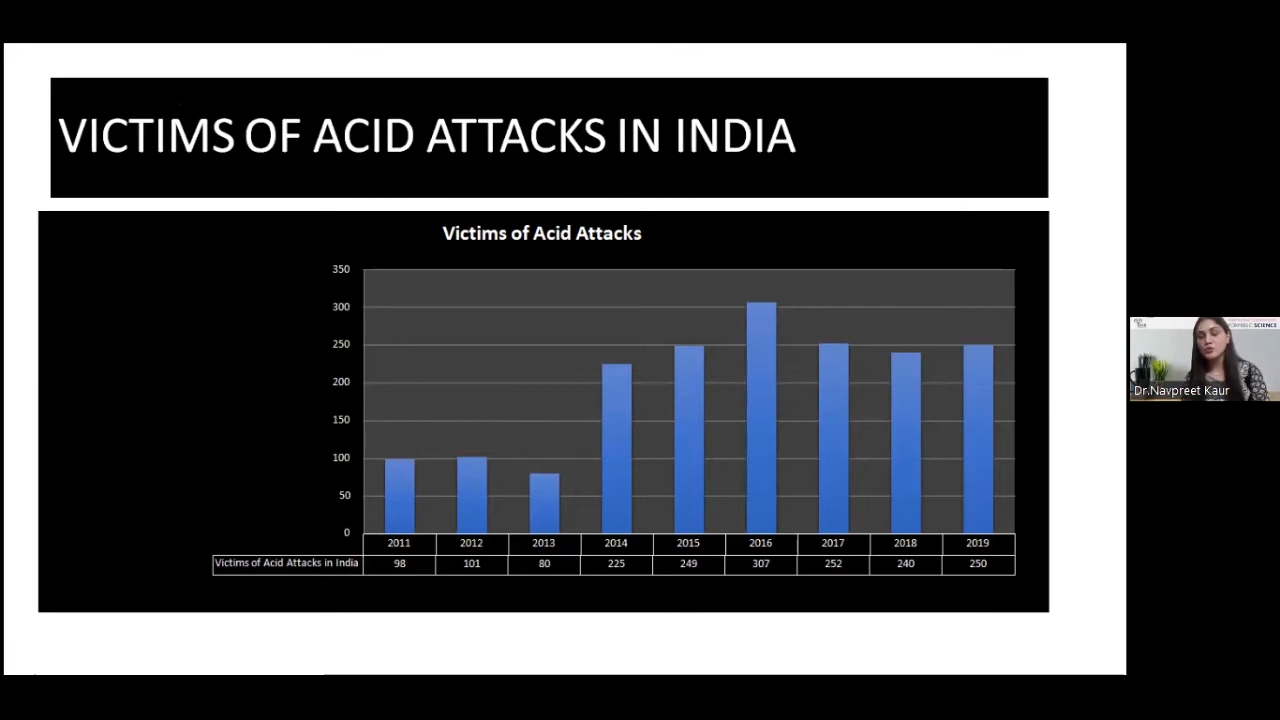 VICTIMS OF ACID ATTACKS IN INDIA
Victims of Acid Attacks
350
300
250
200
150
100
50
0
2011 2012 2013 2014 2015 2016 2017 2018 2019
Victims of Acid Attacks in India 98 101 80 225 249 307 252 240 250
SCIENCE
Dr.Navpreet Kaur